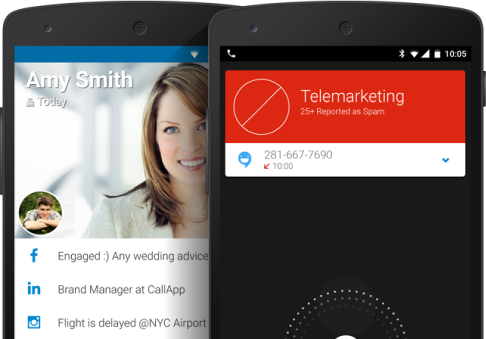 Amy Smith
Today
Engaged :) Any wedding advice
in
Brand Manager at CallApp
Flight is delayed @NYC Airport
10:05
Telemarketing
25+ Reported as Spam
281-667-7690
10:00